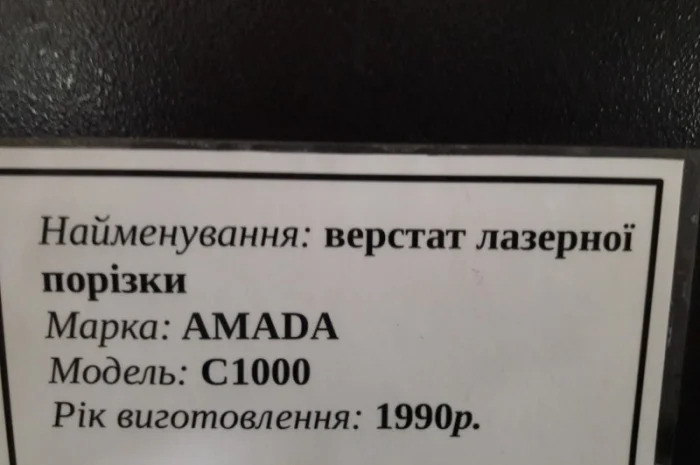 Найменування: верстат лазерної
порізки
Марка: AMADA
Модель: C1000
Рік виготовлення: 1990р.